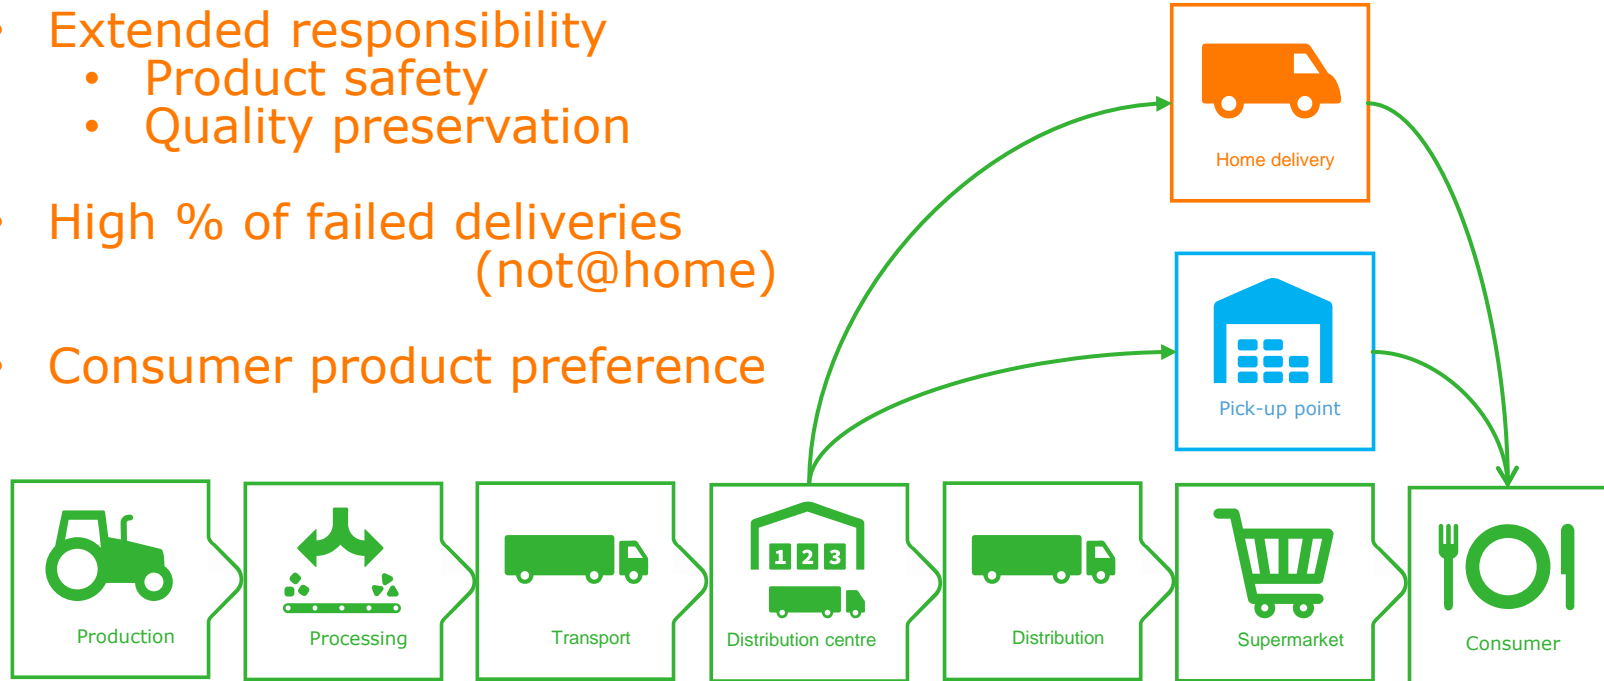 • Extended responsibility
• Product safety
• Quality preservation
• High % of failed deliveries
(not@home)
• Consumer product preference
Home delivery
Pick-up point
1 2 3
Production
Processing
Transport
Distribution centre
Distribution
Supermarket
Consumer